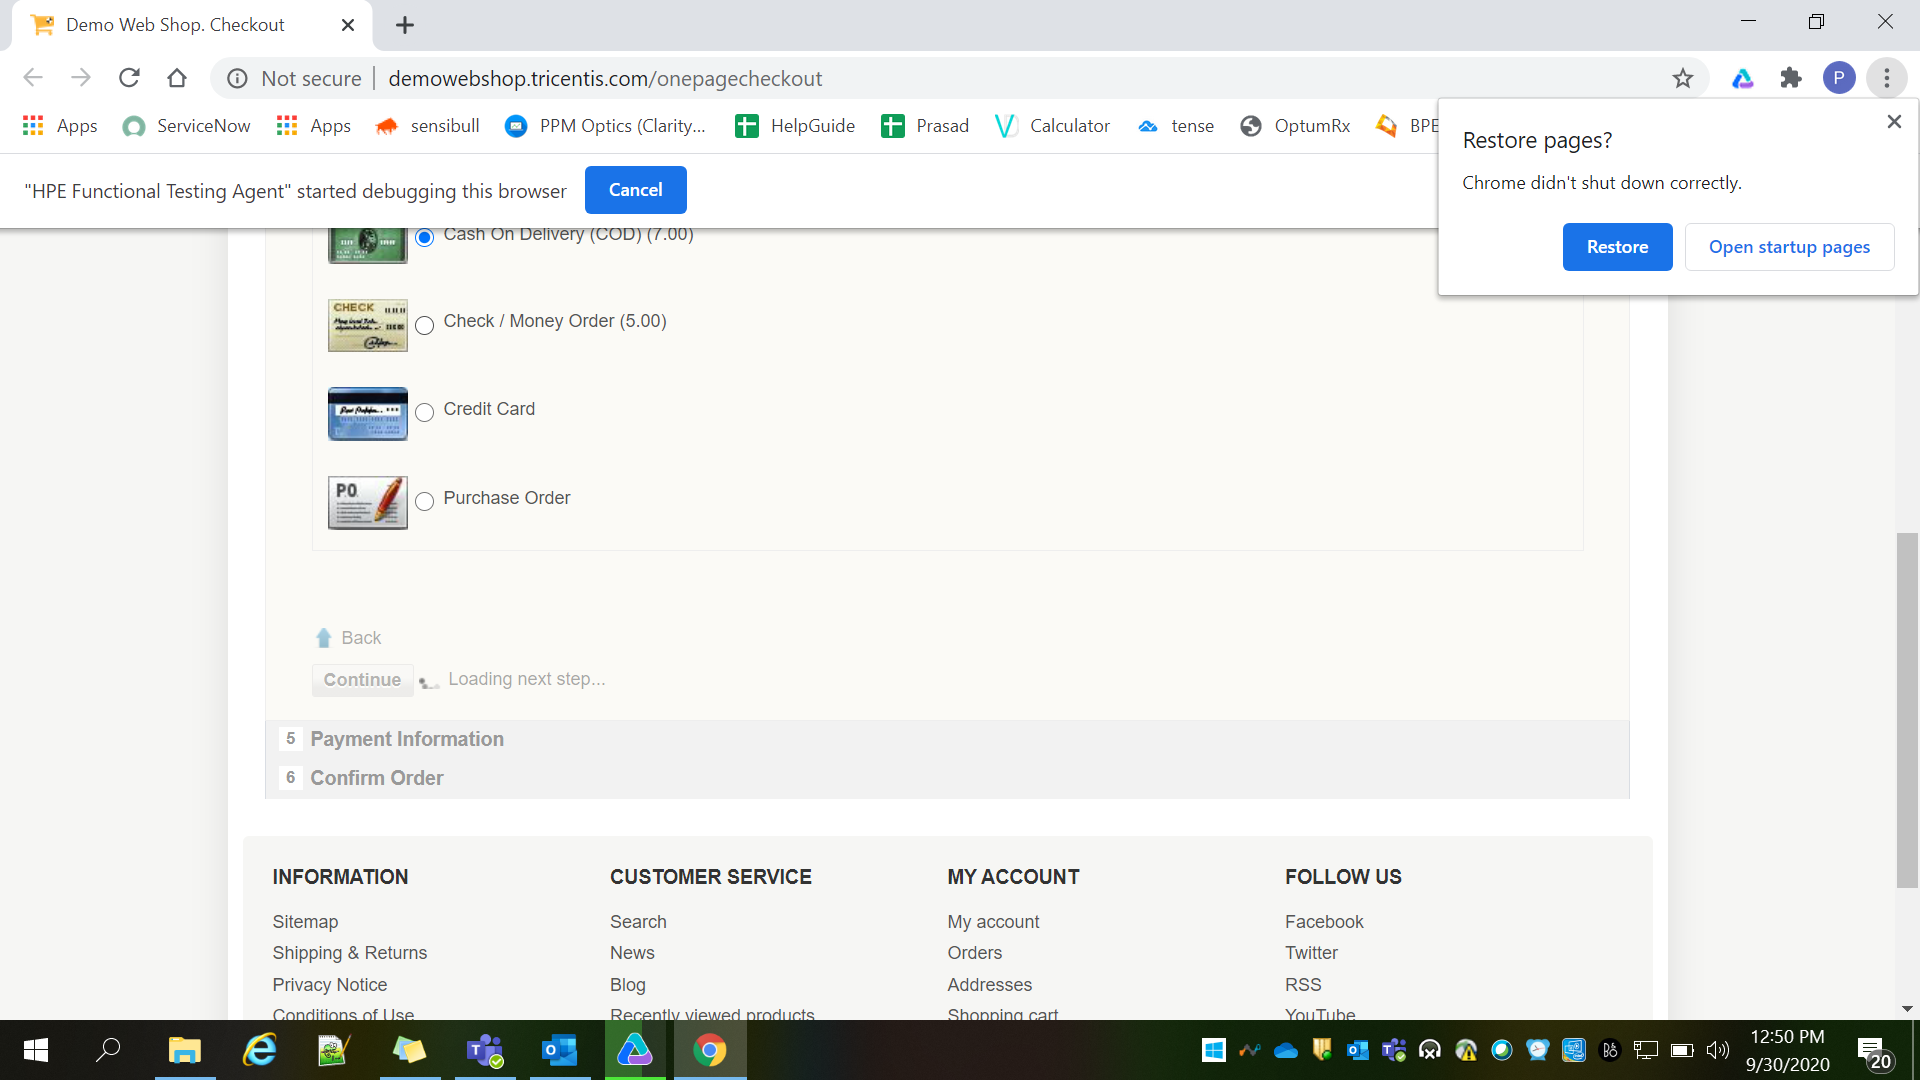 Demo Web Shop. Checkout
Not secure
demowebshop.tricentis.com/onepagecheckout
P
Apps
ServiceNow
Apps
sensibull
PPM Optics (Clarity...
HelpGuide
Prasad
Calculator
tense
OptumRx
BPE
Restore pages?
Chrome didn't shut down correctly.
Restore
Open startup pages
"HPE Functional Testing Agent" started debugging this browser
Cancel
Cash On Delivery (COD) (7.00)
CHECK
Check / Money Order (5.00)
Credit Card
P.O.
Purchase Order
Back
Continue
Loading next step...
5 Payment Information
6 Confirm Order
INFORMATION
Sitemap
Shipping & Returns
Privacy Notice
Conditions of Use
CUSTOMER SERVICE
Search
News
Blog
Recently viewed products
MY ACCOUNT
My account
Orders
Addresses
Shopping cart
FOLLOW US
Facebook
Twitter
RSS
YouTube
12:50 PM
9/30/2020
20